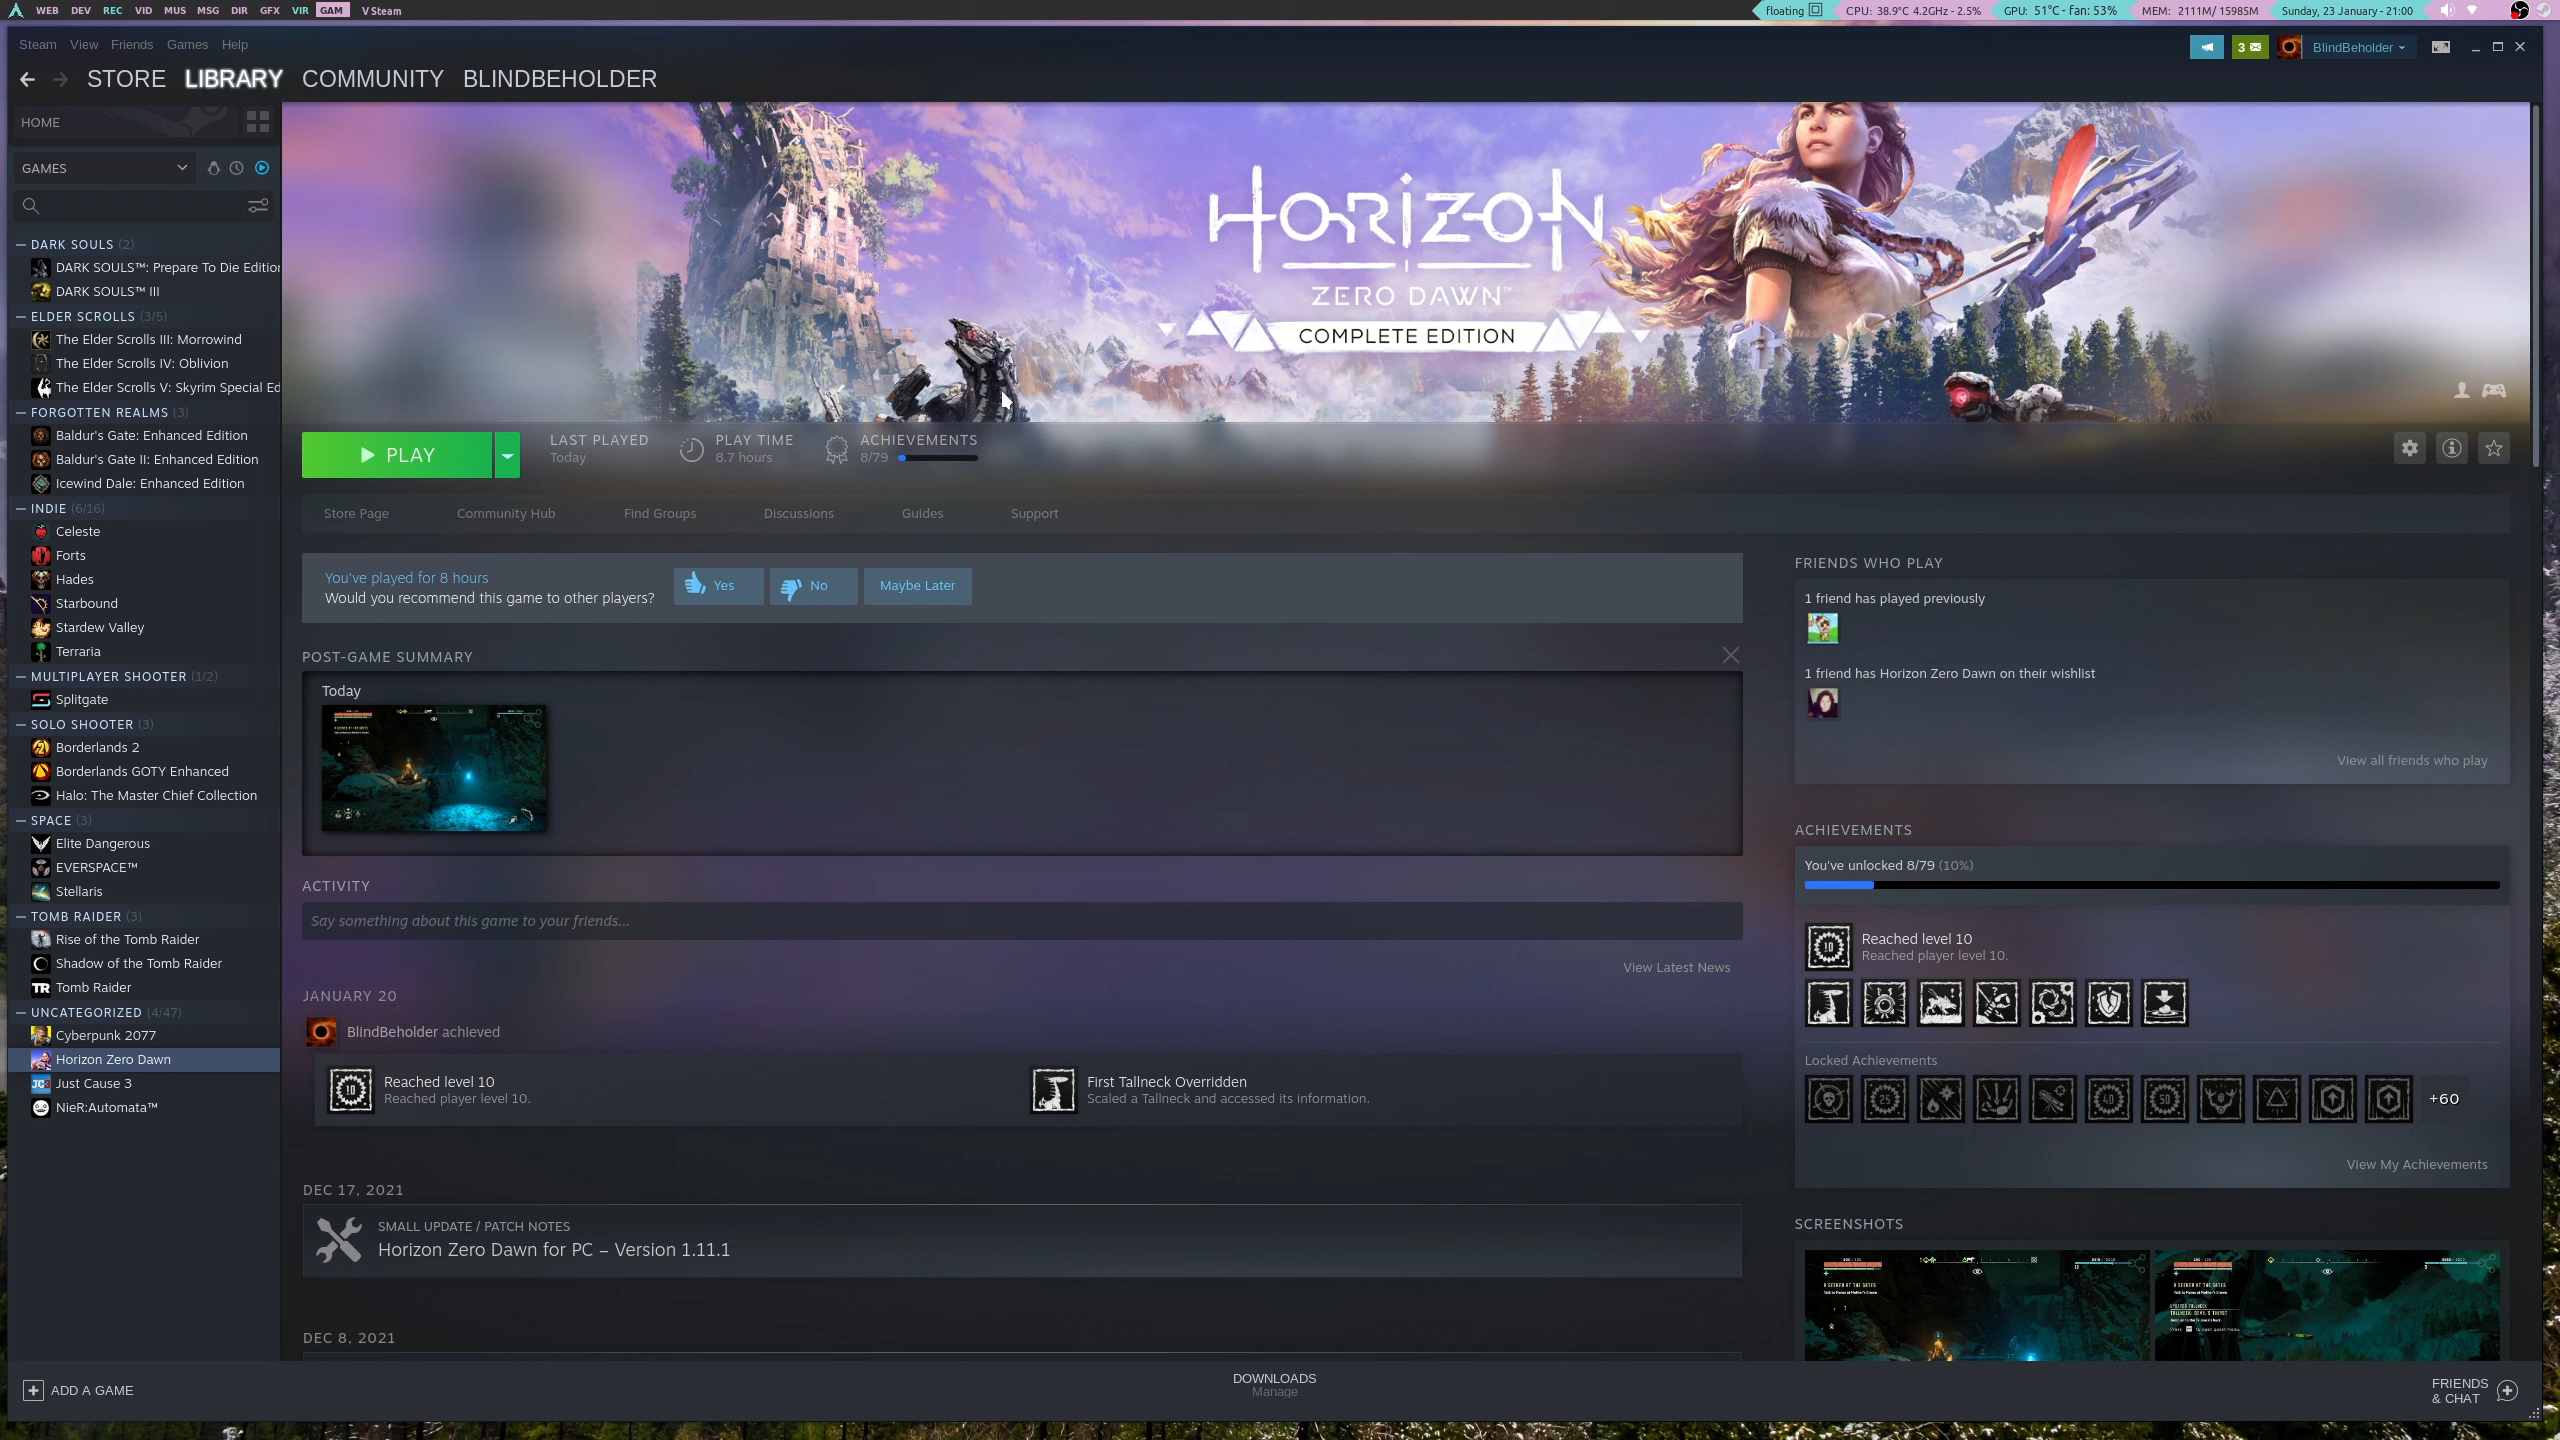 WEB DEV REC VID MUS MSG DIR GFX VIR GAM V Steam
floating CPU: 38.9°C 4.2GHz - 2.5% GPU: 51°C - fan: 53% MEM: 2111M/ 15985M Sunday, 23 January - 21:00
Steam View Friends Games Help
3 BlindBeholder
STORE LIBRARY COMMUNITY BLINDBEHOLDER
HOME
GAMES
DARK SOULS (2)
DARK SOULS™: Prepare To Die Edition
DARK SOULS™ III
ELDER SCROLLS (3/5)
The Elder Scrolls III: Morrowind
The Elder Scrolls IV: Oblivion
The Elder Scrolls V: Skyrim Special Ed
FORGOTTEN REALMS (3)
Baldur's Gate: Enhanced Edition
Baldur's Gate II: Enhanced Edition
Icewind Dale: Enhanced Edition
INDIE (6/16)
Celeste
Forts
Hades
Starbound
Stardew Valley
Terraria
MULTIPLAYER SHOOTER (1/2)
Splitgate
SOLO SHOOTER (3)
Borderlands 2
Borderlands GOTY Enhanced
Halo: The Master Chief Collection
SPACE (3)
Elite Dangerous
EVERSPACE™
Stellaris
TOMB RAIDER (3)
Rise of the Tomb Raider
Shadow of the Tomb Raider
TR Tomb Raider
UNCATEGORIZED (4/47)
Cyberpunk 2077
Horizon Zero Dawn
JC3 Just Cause 3
NieR:Automata™
HORIZON
ZERO DAWN™
COMPLETE EDITION
PLAY
LAST PLAYED
Today
PLAY TIME
8.7 hours
ACHIEVEMENTS
8/79
Store Page Community Hub Find Groups Discussions Guides Support
You've played for 8 hours
Would you recommend this game to other players?
Yes No Maybe Later
POST-GAME SUMMARY
Today
ACTIVITY
Say something about this game to your friends...
View Latest News
JANUARY 20
BlindBeholder achieved
10
Reached level 10
Reached player level 10.
First Tallneck Overridden
Scaled a Tallneck and accessed its information.
DEC 17, 2021
SMALL UPDATE / PATCH NOTES
Horizon Zero Dawn for PC – Version 1.11.1
DEC 8, 2021
FRIENDS WHO PLAY
1 friend has played previously
1 friend has Horizon Zero Dawn on their wishlist
View all friends who play
ACHIEVEMENTS
You've unlocked 8/79 (10%)
10
Reached level 10
Reached player level 10.
Locked Achievements
25 40 50 +60
View My Achievements
SCREENSHOTS
A SEEKER AT THE GATES
A SEEKER AT THE GATES
ADD A GAME
DOWNLOADS
Manage
FRIENDS
& CHAT